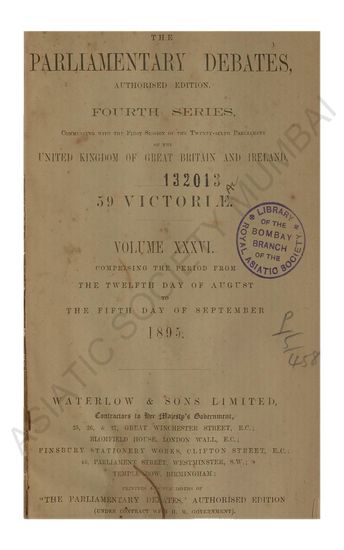 THE
PARLIAMENTARY DEBATES,
AUTHORISED EDITION.
FOURTH SERIES,
COMMENCING WITH THE FIRST SESSION OF THE TWENTY-SIXTH PARLIAMENT
OF THE
UNITED KINGDOM OF GREAT BRITAIN AND IRELAND.
132013
59 VICTORIÆ.
VOLUME XXXVI.
COMPRISING THE PERIOD FROM
THE TWELFTH DAY OF AUGUST
TO
THE FIFTH DAY OF SEPTEMBER
1895.
LIBRARY
OF THE
BOMBAY
BRANCH
OF THE
ROYAL ASIATIC SOCIETY
P
5
458
WATERLOW & SONS LIMITED,
Contractors to Her Majesty's Government,
25, 26, & 27, GREAT WINCHESTER STREET, E.C.;
BLOMFIELD HOUSE, LONDON WALL, E.C.;
FINSBURY STATIONERY WORKS, CLIFTON STREET, E.C.;
49, PARLIAMENT STREET, WESTMINSTER, S.W.;
TEMPLE ROW, BIRMINGHAM:
"THE PARLIAMENTARY DEBATES," AUTHORISED EDITION
(UNDER CONTRACT WITH H. M. GOVERNMENT).
ASIATIC SOCIETY MUMBAI